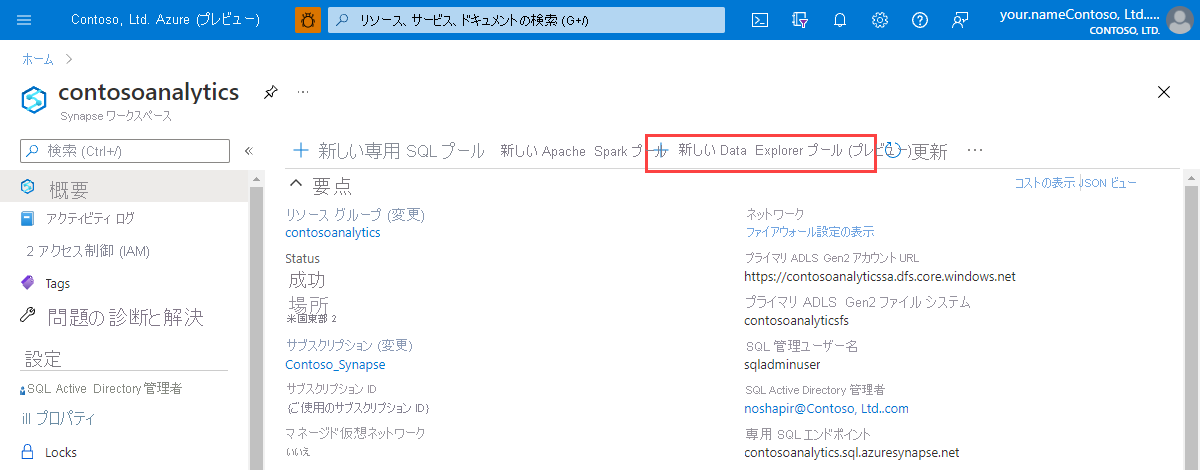 Contoso, Ltd. Azure (プレビュー)
リソース、サービス、ドキュメントの検索 (G+/)
your.nameContoso, Ltd.....
CONTOSO, LTD.
ホーム
contosoanalytics
Synapse ワークスペース
検索 (Ctrl+/)
新しい専用 SQL プール 新しい Apache Spark プール 新しい Data Explorer プール (プレビュー) 更新
概要
アクティビティ ログ
2 アクセス制御 (IAM)
Tags
問題の診断と解決
設定
SQL Active Directory 管理者
ill プロパティ
Locks
要点
コストの表示 JSON ビュー
リソース グループ (変更)
contosoanalytics
Status
成功
場所
米国東部 2
サブスクリプション (変更)
Contoso_Synapse
サブスクリプション ID
{ご使用のサブスクリプション ID}
マネージド仮想ネットワーク
いいえ
ネットワーク
ファイアウォール設定の表示
プライマリ ADLS Gen2 アカウント URL
https://contosoanalyticssa.dfs.core.windows.net
プライマリ ADLS Gen2 ファイル システム
contosoanalyticsfs
SQL 管理ユーザー名
sqladminuser
SQL Active Directory 管理者
noshapir@Contoso, Ltd..com
専用 SQL エンドポイント
contosoanalytics.sql.azuresynapse.net